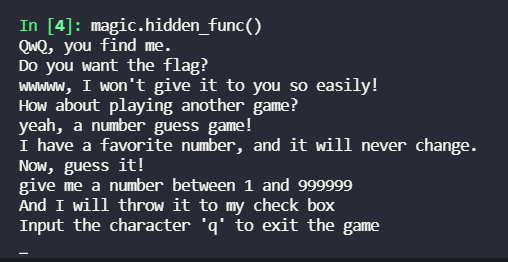 In [4]: magic.hidden_func()
QwQ, you find me.
Do you want the flag?
wwwww, I won't give it to you so easily!
How about playing another game?
yeah, a number guess game!
I have a favorite number, and it will never change.
Now, guess it!
give me a number between 1 and 999999
And I will throw it to my check box
Input the character 'q' to exit the game